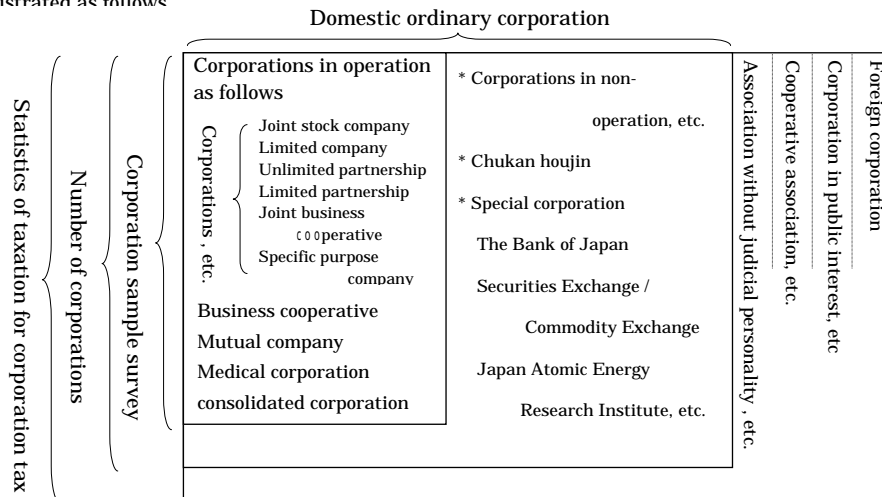 ustrated as follows
Domestic ordinary corporation
Statistics of taxation for corporation tax
Number of corporations
Corporation sample survey
Corporations in operation
as follows
Corporations , etc.
Joint stock company
Limited company
Unlimited partnership
Limited partnership
Joint business
cooperative
Specific purpose
company
Business cooperative
Mutual company
Medical corporation
consolidated corporation
* Corporations in non-
operation, etc.
* Chukan houjin
* Special corporation
The Bank of Japan
Securities Exchange /
Commodity Exchange
Japan Atomic Energy
Research Institute, etc.
Association without judicial personality , etc.
Cooperative association, etc.
Corporation in public interest, etc
Foreign corporation